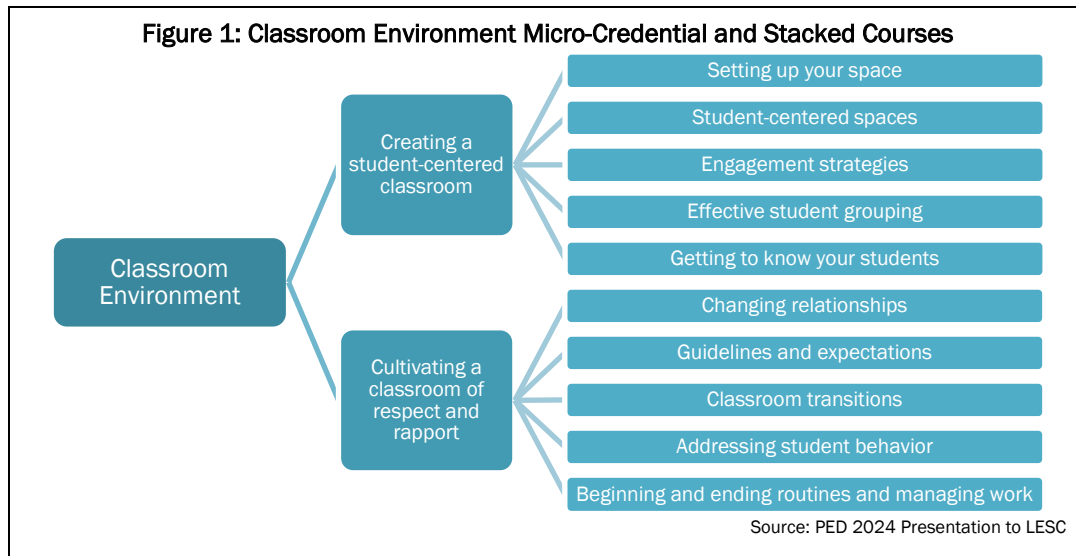 Figure 1: Classroom Environment Micro-Credential and Stacked Courses
Classroom
Environment
Creating a
student-centered
classroom
Setting up your space
Student-centered spaces
Engagement strategies
Effective student grouping
Getting to know your students
Cultivating a
classroom of
respect and
rapport
Changing relationships
Guidelines and expectations
Classroom transitions
Addressing student behavior
Beginning and ending routines and managing work
Source: PED 2024 Presentation to LESC